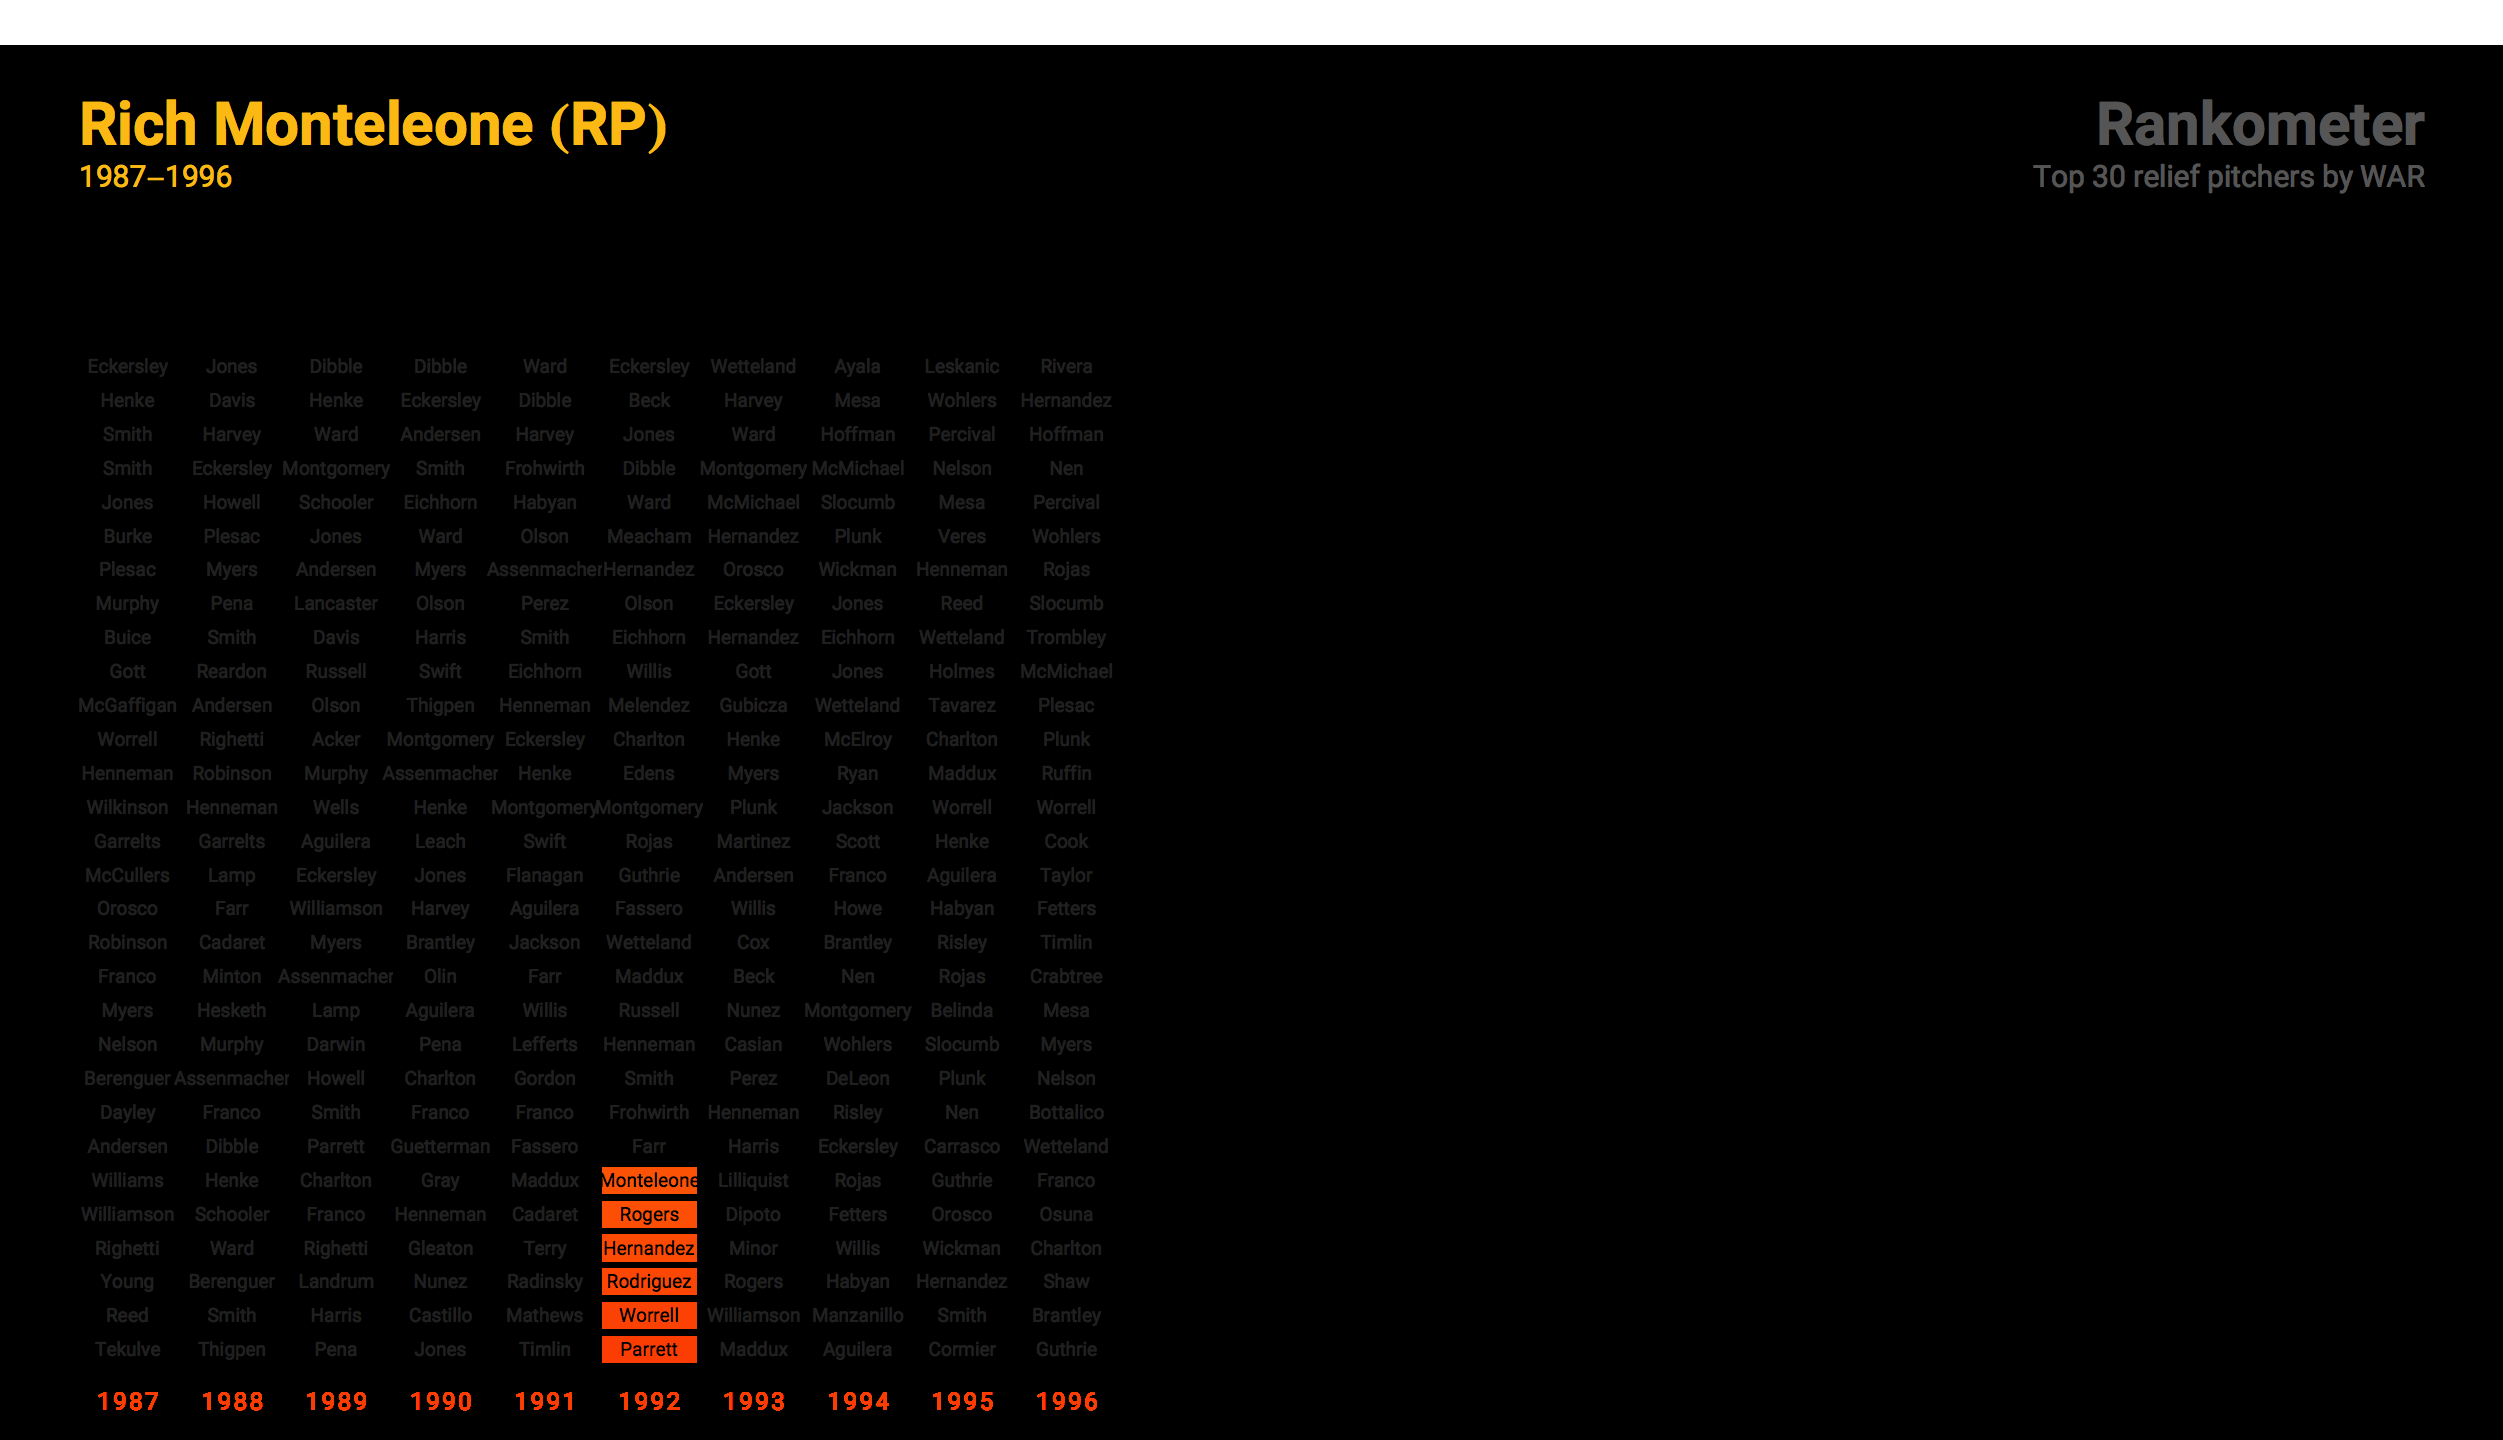 Rich Monteleone (RP)
1987–1996
Rankometer
Top 30 relief pitchers by WAR
Eckersley Jones Dibble Dibble Ward Eckersley Wetteland Ayala Leskanic Rivera
Henke Davis Henke Eckersley Dibble Beck Harvey Mesa Wohlers Hernandez
Smith Harvey Ward Andersen Harvey Jones Ward Hoffman Percival Hoffman
Smith Eckersley Montgomery Smith Frohwirth Dibble Montgomery McMichael Nelson Nen
Jones Howell Schooler Eichhorn Habyan Ward McMichael Slocumb Mesa Percival
Burke Plesac Jones Ward Olson Meacham Hernandez Plunk Veres Wohlers
Plesac Myers Andersen Myers Assenmacher Hernandez Orosco Wickman Henneman Rojas
Murphy Pena Lancaster Olson Perez Olson Eckersley Jones Reed Slocumb
Buice Smith Davis Harris Smith Eichhorn Hernandez Eichhorn Wetteland Trombley
Gott Reardon Russell Swift Eichhorn Willis Gott Jones Holmes McMichael
McGaffigan Andersen Olson Thigpen Henneman Melendez Gubicza Wetteland Tavarez Plesac
Worrell Righetti Acker Montgomery Eckersley Charlton Henke McElroy Charlton Plunk
Henneman Robinson Murphy Assenmacher Henke Edens Myers Ryan Maddux Ruffin
Wilkinson Henneman Wells Henke Montgomery Montgomery Plunk Jackson Worrell Worrell
Garrelts Garrelts Aguilera Leach Swift Rojas Martinez Scott Henke Cook
McCullers Lamp Eckersley Jones Flanagan Guthrie Andersen Franco Aguilera Taylor
Orosco Farr Williamson Harvey Aguilera Fassero Willis Howe Habyan Fetters
Robinson Cadaret Myers Brantley Jackson Wetteland Cox Brantley Risley Timlin
Franco Minton Assenmacher Olin Farr Maddux Beck Nen Rojas Crabtree
Myers Hesketh Lamp Aguilera Willis Russell Nunez Montgomery Belinda Mesa
Nelson Murphy Darwin Pena Lefferts Henneman Casian Wohlers Slocumb Myers
Berenguer Assenmacher Howell Charlton Gordon Smith Perez DeLeon Plunk Nelson
Dayley Franco Smith Franco Franco Frohwirth Henneman Risley Nen Bottalico
Andersen Dibble Parrett Guetterman Fassero Farr Harris Eckersley Carrasco Wetteland
Williams Henke Charlton Gray Maddux Monteleone Lilliquist Rojas Guthrie Franco
Williamson Schooler Franco Henneman Cadaret Rogers Dipoto Fetters Orosco Osuna
Righetti Ward Righetti Gleaton Terry Hernandez Minor Willis Wickman Charlton
Young Berenguer Landrum Nunez Radinsky Rodriguez Rogers Habyan Hernandez Shaw
Reed Smith Harris Castillo Mathews Worrell Williamson Manzanillo Smith Brantley
Tekulve Thigpen Pena Jones Timlin Parrett Maddux Aguilera Cormier Guthrie
1987 1988 1989 1990 1991 1992 1993 1994 1995 1996